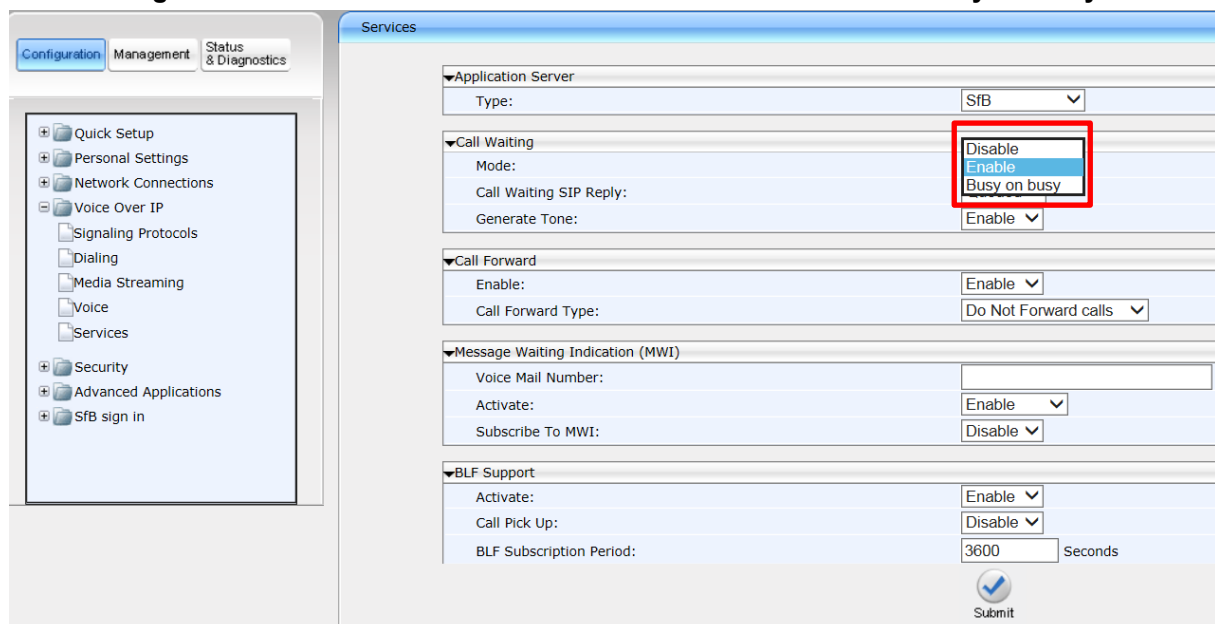 Services
Configuration Management Status & Diagnostics
Quick Setup
Personal Settings
Network Connections
Voice Over IP
Signaling Protocols
Dialing
Media Streaming
Voice
Services
Security
Advanced Applications
SfB sign in
Application Server
Type: SfB
Call Waiting
Mode: Disable
Enable
Busy on busy
Call Waiting SIP Reply:
Generate Tone: Enable
Call Forward
Enable: Enable
Call Forward Type: Do Not Forward calls
Message Waiting Indication (MWI)
Voice Mail Number:
Activate: Enable
Subscribe To MWI: Disable
BLF Support
Activate: Enable
Call Pick Up: Disable
BLF Subscription Period: 3600 Seconds
Submit